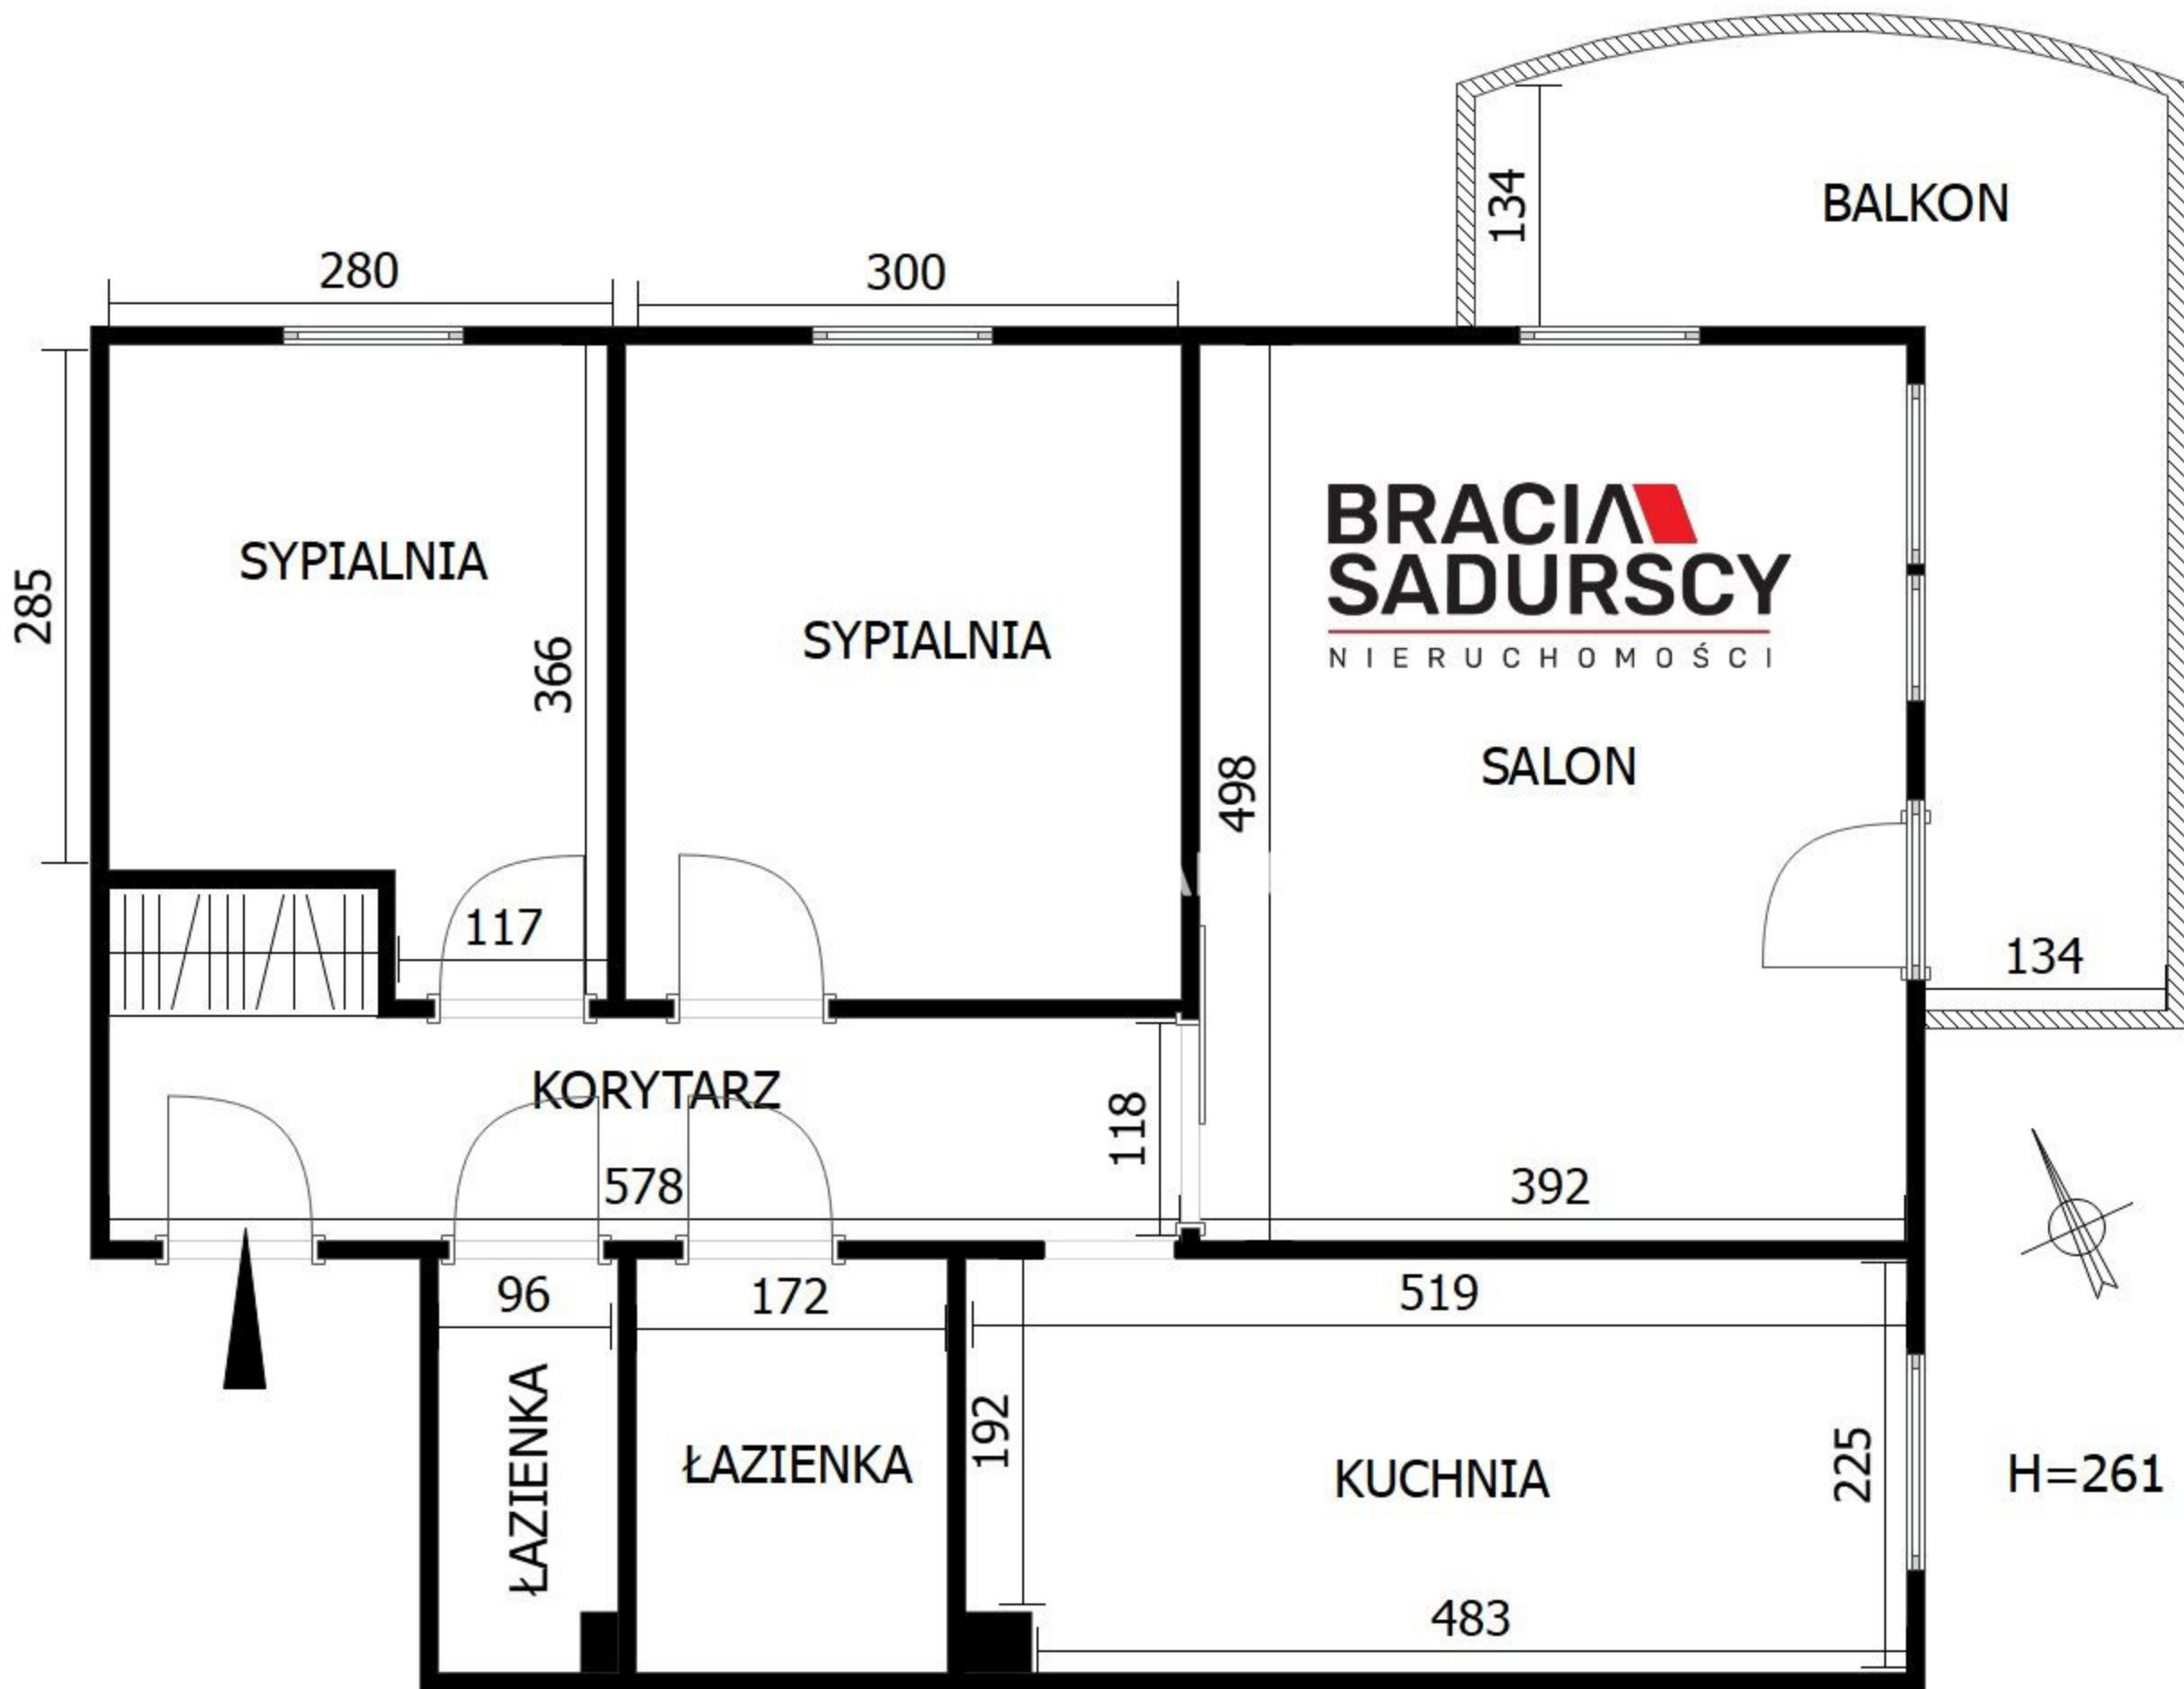 BALKON
134
280
300
285
SYPIALNIA
366
SYPIALNIA
BRACIA
SADURSCY
NIERUCHOMOŚCI
SALON
498
117
134
KORYTARZ
118
578
392
96
172
519
ŁAZIENKA
ŁAZIENKA
192
KUCHNIA
225
H=261
483